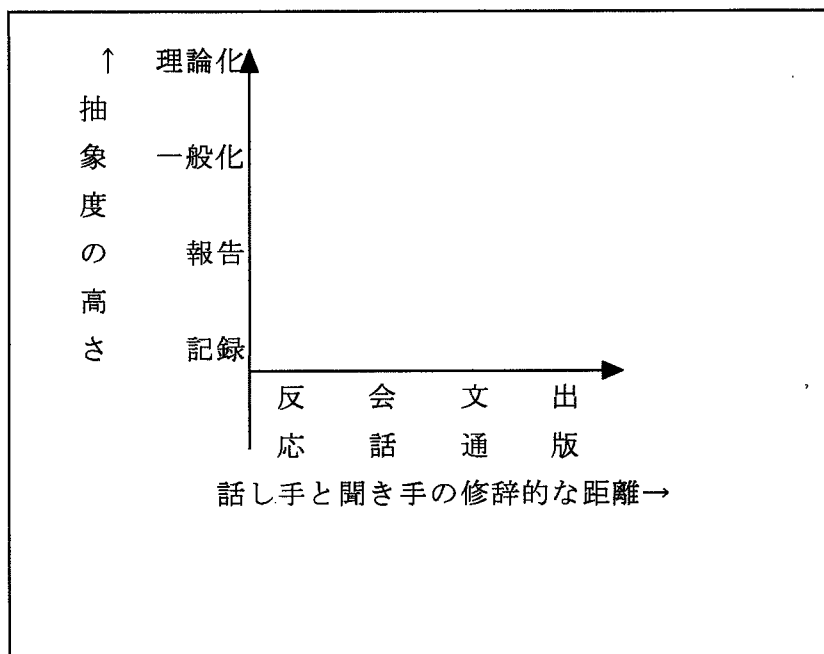 ↑
抽象度の高さ
理論化
一般化
報告
記録
反応
会話
文通
出版
話し手と聞き手の修辞的な距離→